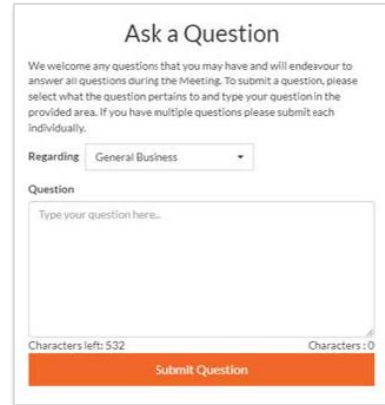 Ask a Question
We welcome any questions that you may have and will endeavour to
answer all questions during the Meeting. To submit a question, please
select what the question pertains to and type your question in the
provided area. If you have multiple questions please submit each
individually.
Regarding General Business
Question
Type your question here...
Characters left: 532 Characters : 0
Submit Question